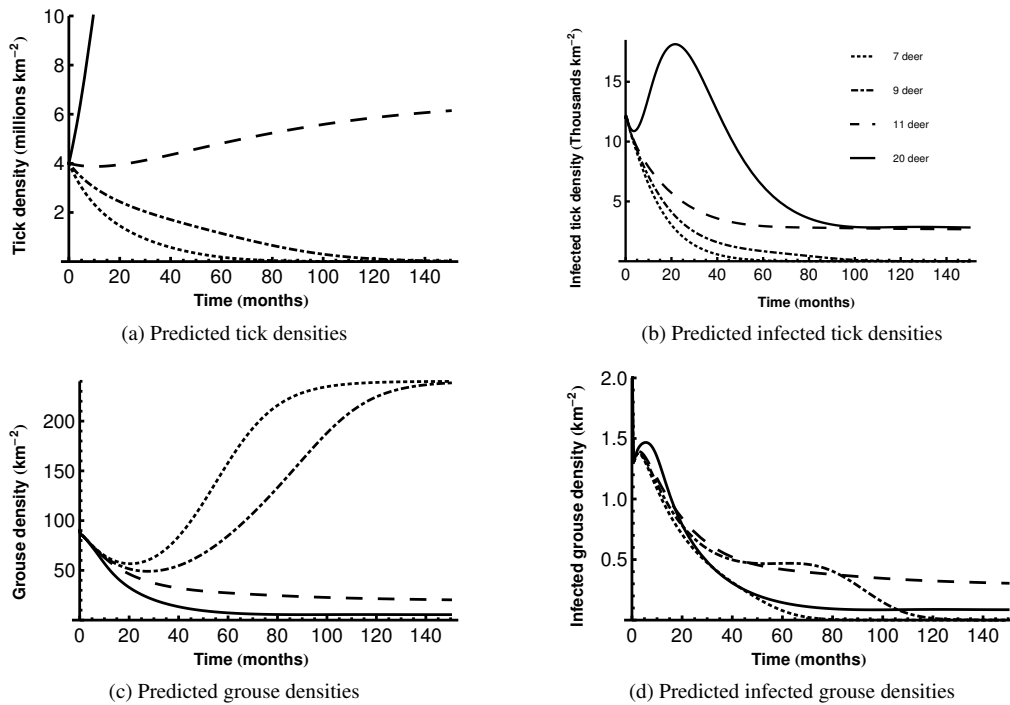 10
8
6
4
2
Tick density (millions km−2)
0 20 40 60 80 100 120 140
Time (months)
(a) Predicted tick densities
15
10
5
Infected tick density (Thousands km−2)
7 deer
9 deer
11 deer
20 deer
0 20 40 60 80 100 120 140
Time (months)
(b) Predicted infected tick densities
200
150
100
50
Grouse density (km−2)
0 20 40 60 80 100 120 140
Time (months)
(c) Predicted grouse densities
2.0
1.5
1.0
0.5
Infected grouse density (km−2)
0 20 40 60 80 100 120 140
Time (months)
(d) Predicted infected grouse densities